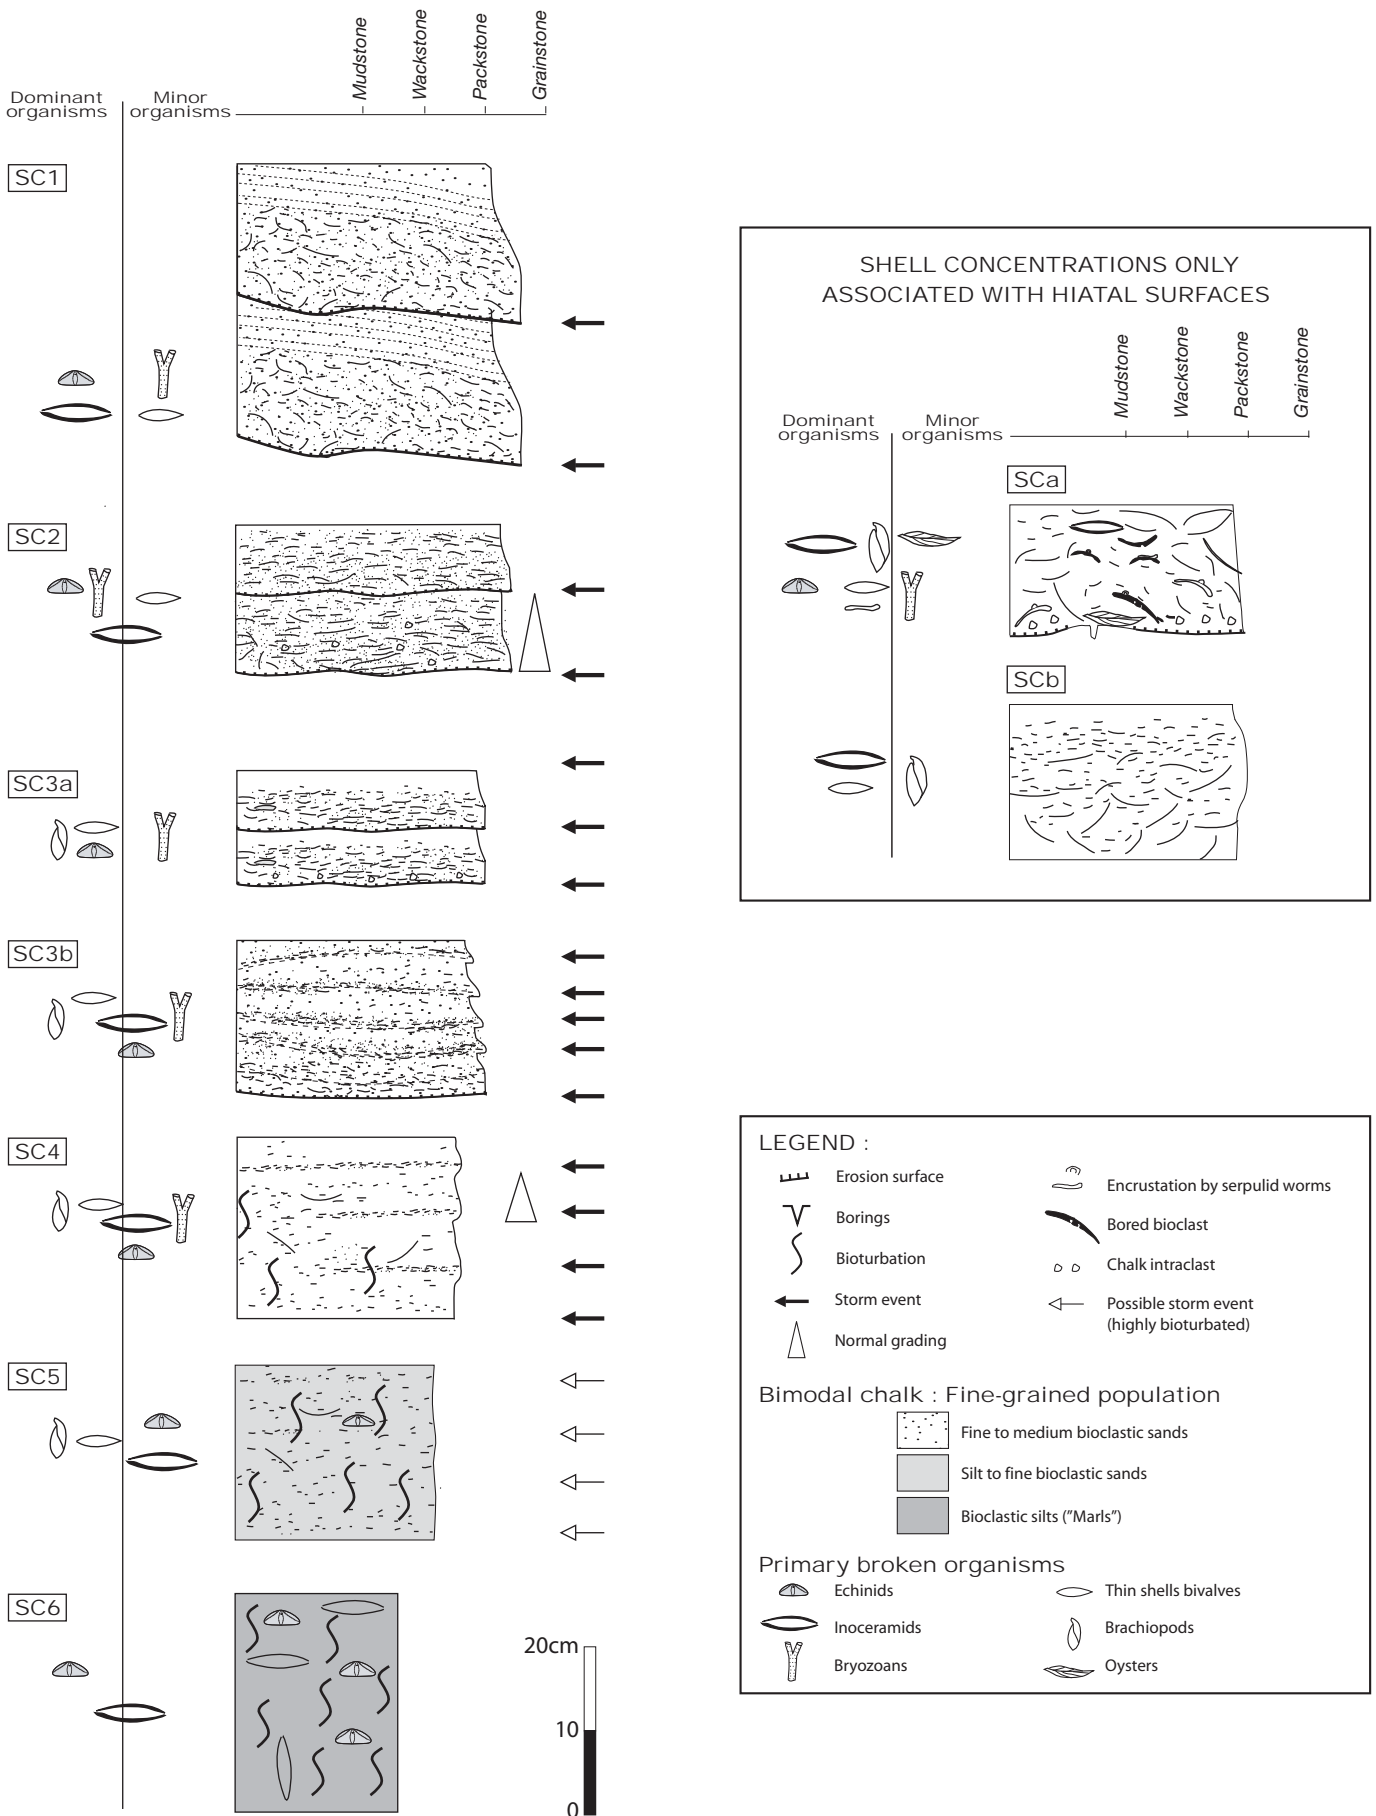 Mudstone
Wackstone
Packstone
Grainstone
Dominant
organisms
Minor
organisms
SC1
SC2
SC3a
SC3b
SC4
SC5
SC6
20cm
10
0
SHELL CONCENTRATIONS ONLY
ASSOCIATED WITH HIATAL SURFACES
Mudstone
Wackstone
Packstone
Grainstone
Dominant
organisms
Minor
organisms
SCa
SCb
LEGEND :
Erosion surface
Borings
Bioturbation
Storm event
Normal grading
Encrustation by serpulid worms
Bored bioclast
Chalk intraclast
Possible storm event
(highly bioturbated)
Bimodal chalk : Fine-grained population
Fine to medium bioclastic sands
Silt to fine bioclastic sands
Bioclastic silts ("Marls")
Primary broken organisms
Echinids
Inoceramids
Bryozoans
Thin shells bivalves
Brachiopods
Oysters